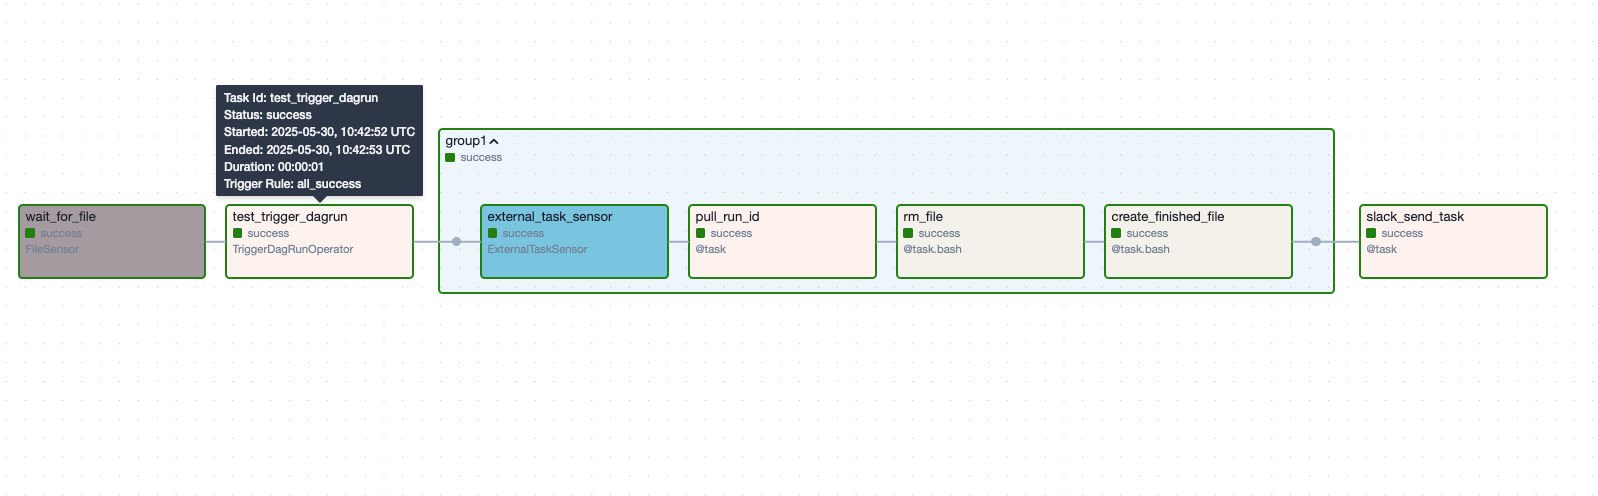 Task Id: test_trigger_dagrun
Status: success
Started: 2025-05-30, 10:42:52 UTC
Ended: 2025-05-30, 10:42:53 UTC
Duration: 00:00:01
Trigger Rule: all_success
group1
success
wait_for_file
success
FileSensor
test_trigger_dagrun
success
TriggerDagRunOperator
external_task_sensor
success
ExternalTaskSensor
pull_run_id
success
@task
rm_file
success
@task.bash
create_finished_file
success
@task.bash
slack_send_task
success
@task